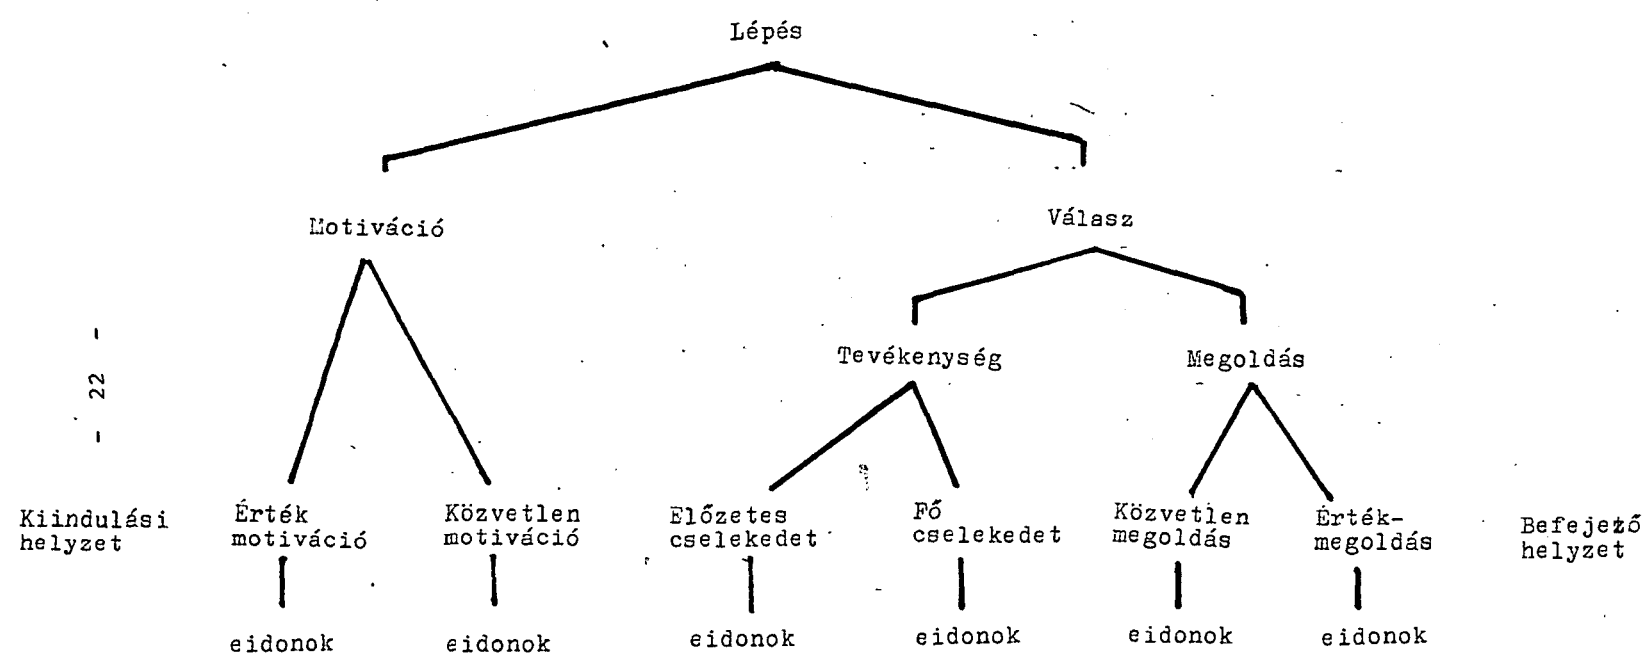 Lépés
Motiváció
Válasz
Tevékenység
Megoldás
- 22 -
Kiindulási
helyzet
Érték
motiváció
Közvetlen
motiváció
Előzetes
cselekedet
Fő
cselekedet
Közvetlen
megoldás
Érték-
megoldás
Befejező
helyzet
eidonok
eidonok
eidonok
eidonok
eidonok
eidonok